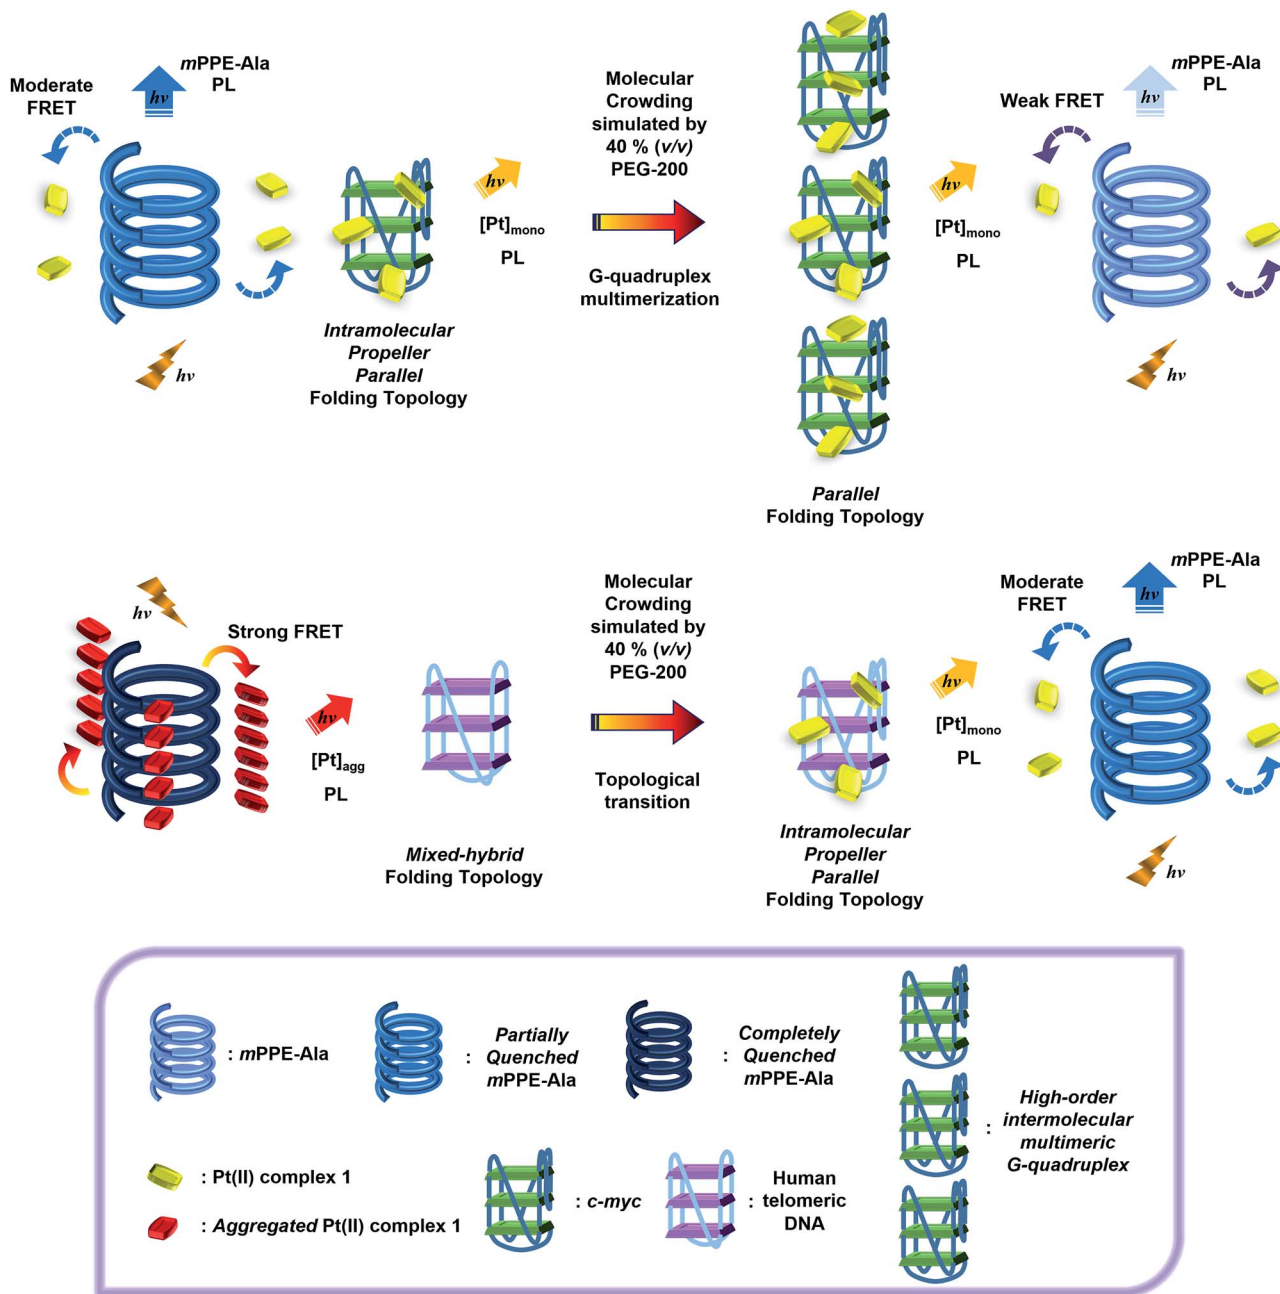 Moderate
FRET
mPPE-Ala
PL
hν
hν
Intramolecular
Propeller
Parallel
Folding Topology
hν
[Pt]mono
PL
Molecular
Crowding
simulated by
40 % (v/v)
PEG-200
G-quadruplex
multimerization
Parallel
Folding Topology
hν
[Pt]mono
PL
Weak FRET
mPPE-Ala
PL
hν
hν
hν
Strong FRET
hν
[Pt]agg
PL
Mixed-hybrid
Folding Topology
Molecular
Crowding
simulated by
40 % (v/v)
PEG-200
Topological
transition
Intramolecular
Propeller
Parallel
Folding Topology
hν
[Pt]mono
PL
Moderate
FRET
mPPE-Ala
PL
hν
hν
: mPPE-Ala
: Partially
Quenched
mPPE-Ala
: Completely
Quenched
mPPE-Ala
: High-order
intermolecular
multimeric
G-quadruplex
: Pt(II) complex 1
: Aggregated Pt(II) complex 1
: c-myc
: Human
telomeric
DNA